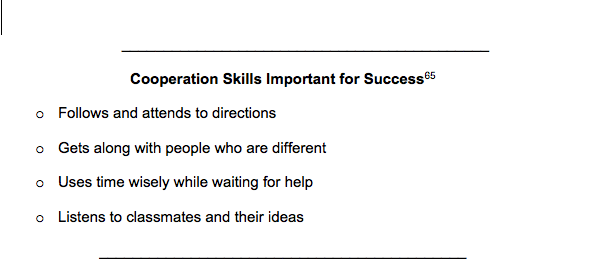 Cooperation Skills Important for Success65
o Follows and attends to directions
o Gets along with people who are different
o Uses time wisely while waiting for help
o Listens to classmates and their ideas